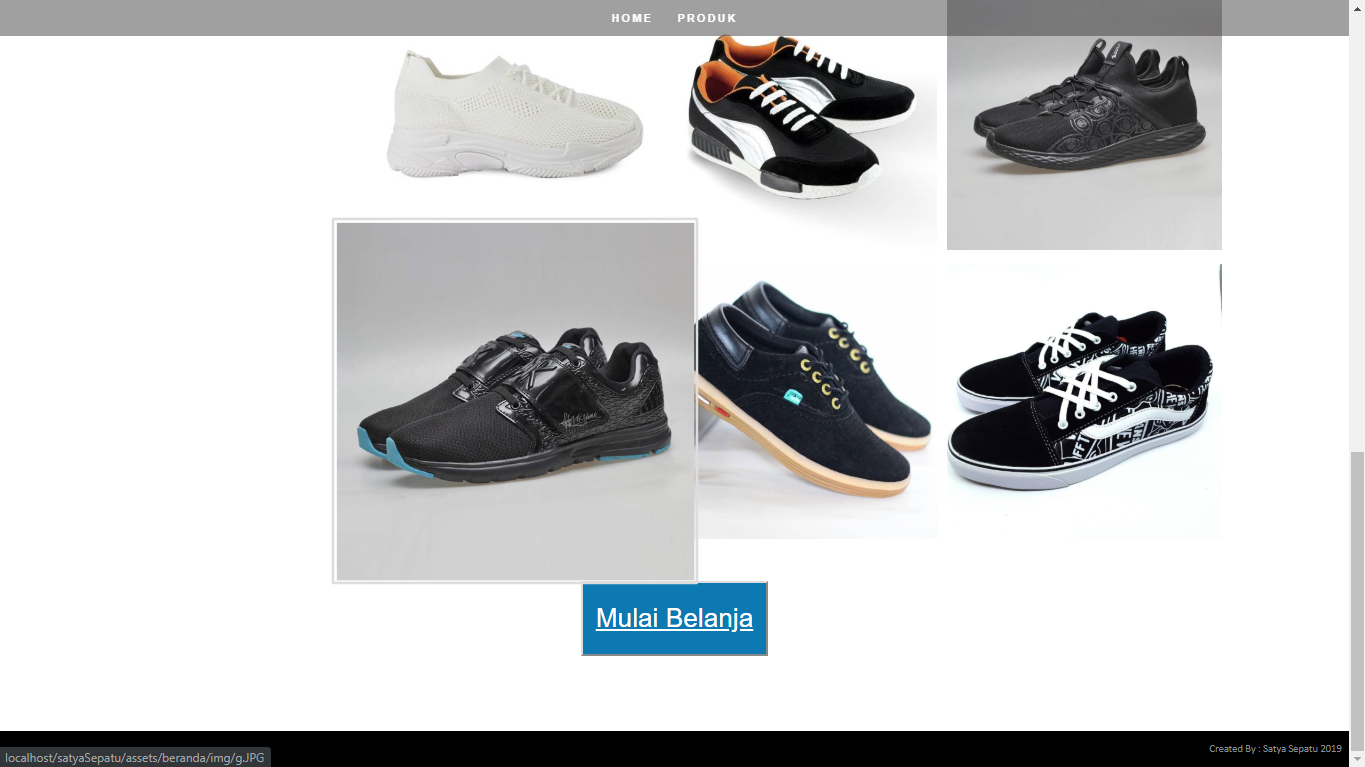 HOME PRODUK
Mulai Belanja
Created By : Satya Sepatu 2019
localhost/satyaSepatu/assets/beranda/img/g.JPG